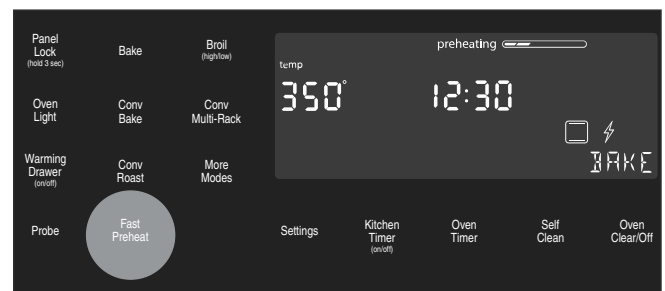 Panel
Lock
(hold 3 sec)
Bake
Broil
(high/low)
Oven
Light
Conv
Bake
Conv
Multi-Rack
Warming
Drawer
(on/off)
Conv
Roast
More
Modes
Probe
Fast
Preheat
preheating
temp
350°
12:30
BAKE
Settings
Kitchen
Timer
(on/off)
Oven
Timer
Self
Clean
Oven
Clear/Off